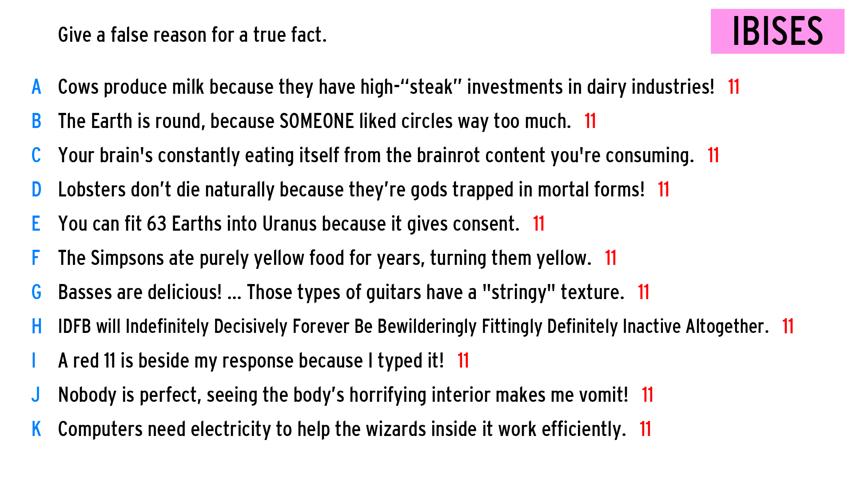 Give a false reason for a true fact.
IBISES
A Cows produce milk because they have high-“steak” investments in dairy industries! 11
B The Earth is round, because SOMEONE liked circles way too much. 11
C Your brain's constantly eating itself from the brainrot content you're consuming. 11
D Lobsters don’t die naturally because they’re gods trapped in mortal forms! 11
E You can fit 63 Earths into Uranus because it gives consent. 11
F The Simpsons ate purely yellow food for years, turning them yellow. 11
G Basses are delicious! ... Those types of guitars have a "stringy" texture. 11
H IDFB will Indefinitely Decisively Forever Be Bewilderingly Fittingly Definitely Inactive Altogether. 11
I A red 11 is beside my response because I typed it! 11
J Nobody is perfect, seeing the body’s horrifying interior makes me vomit! 11
K Computers need electricity to help the wizards inside it work efficiently. 11